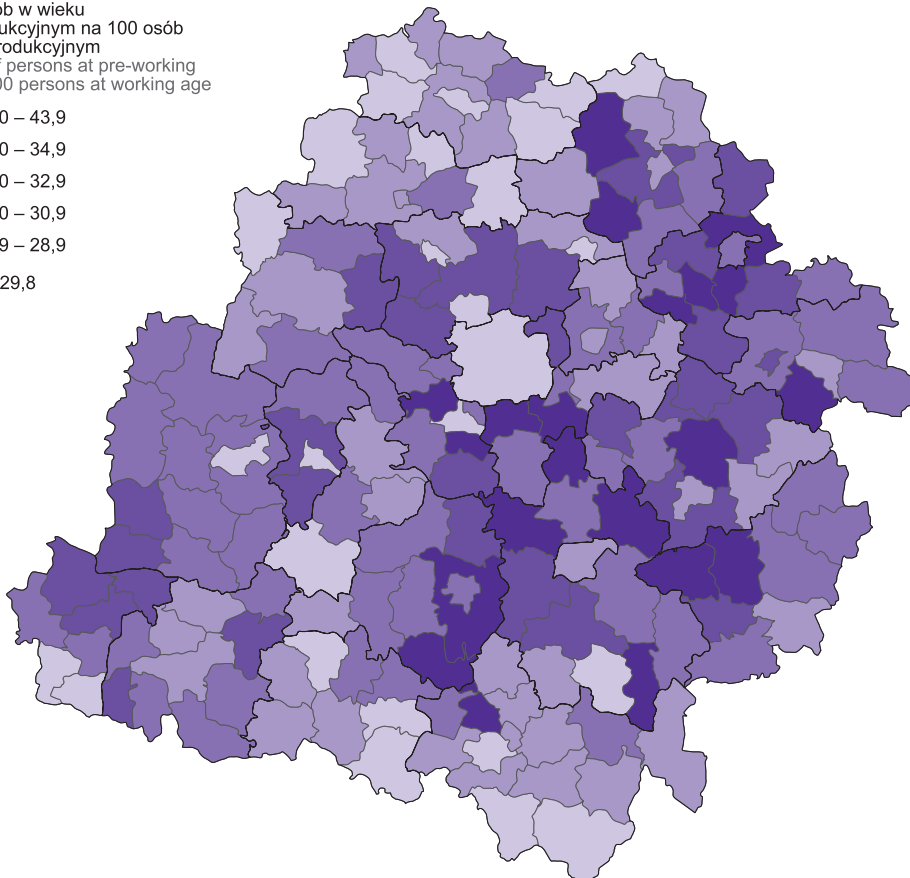 ób w wieku
ukcyjnym na 100 osób
rodukcyjnym
f persons at pre-working
00 persons at working age
0 – 43,9
0 – 34,9
0 – 32,9
0 – 30,9
9 – 28,9
29,8